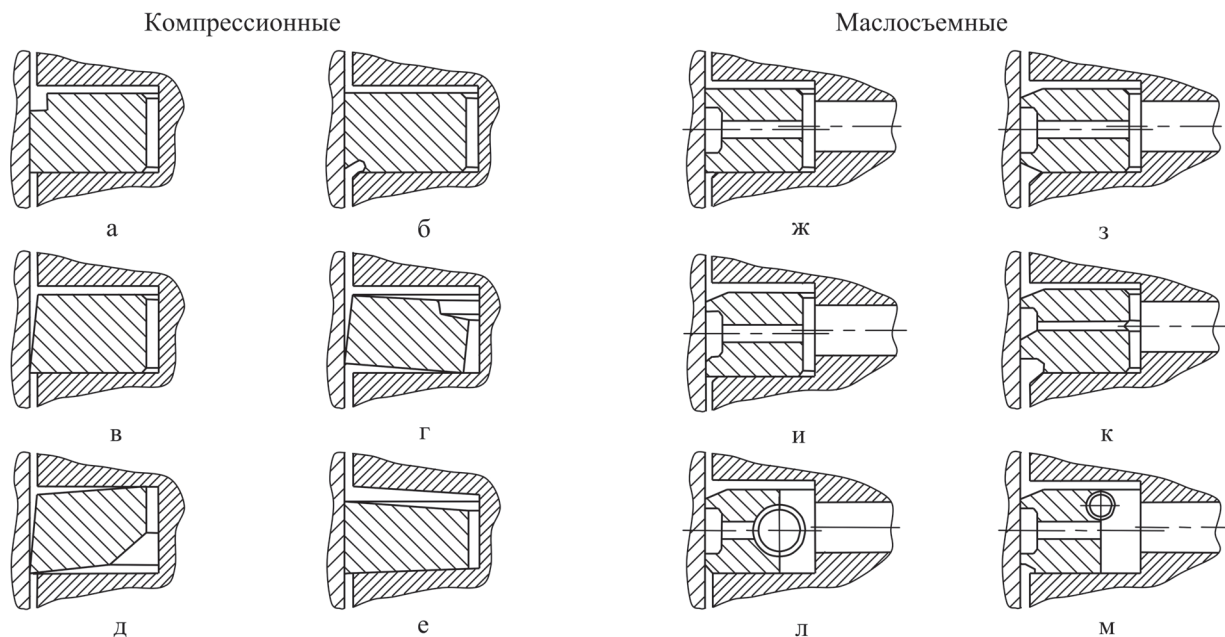 Компрессионные Маслосъемные
а б ж з
в г и к
д е л м